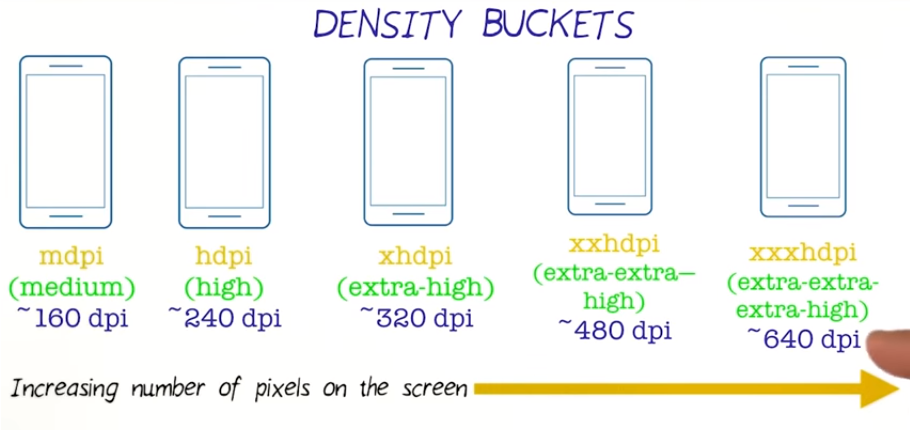 DENSITY BUCKETS
mdpi
(medium)
~160 dpi
hdpi
(high)
~240 dpi
xhdpi
(extra-high)
~320 dpi
xxhdpi
(extra-extra—
high)
~480 dpi
xxxhdpi
(extra-extra-
extra-high)
~640 dpi
Increasing number of pixels on the screen